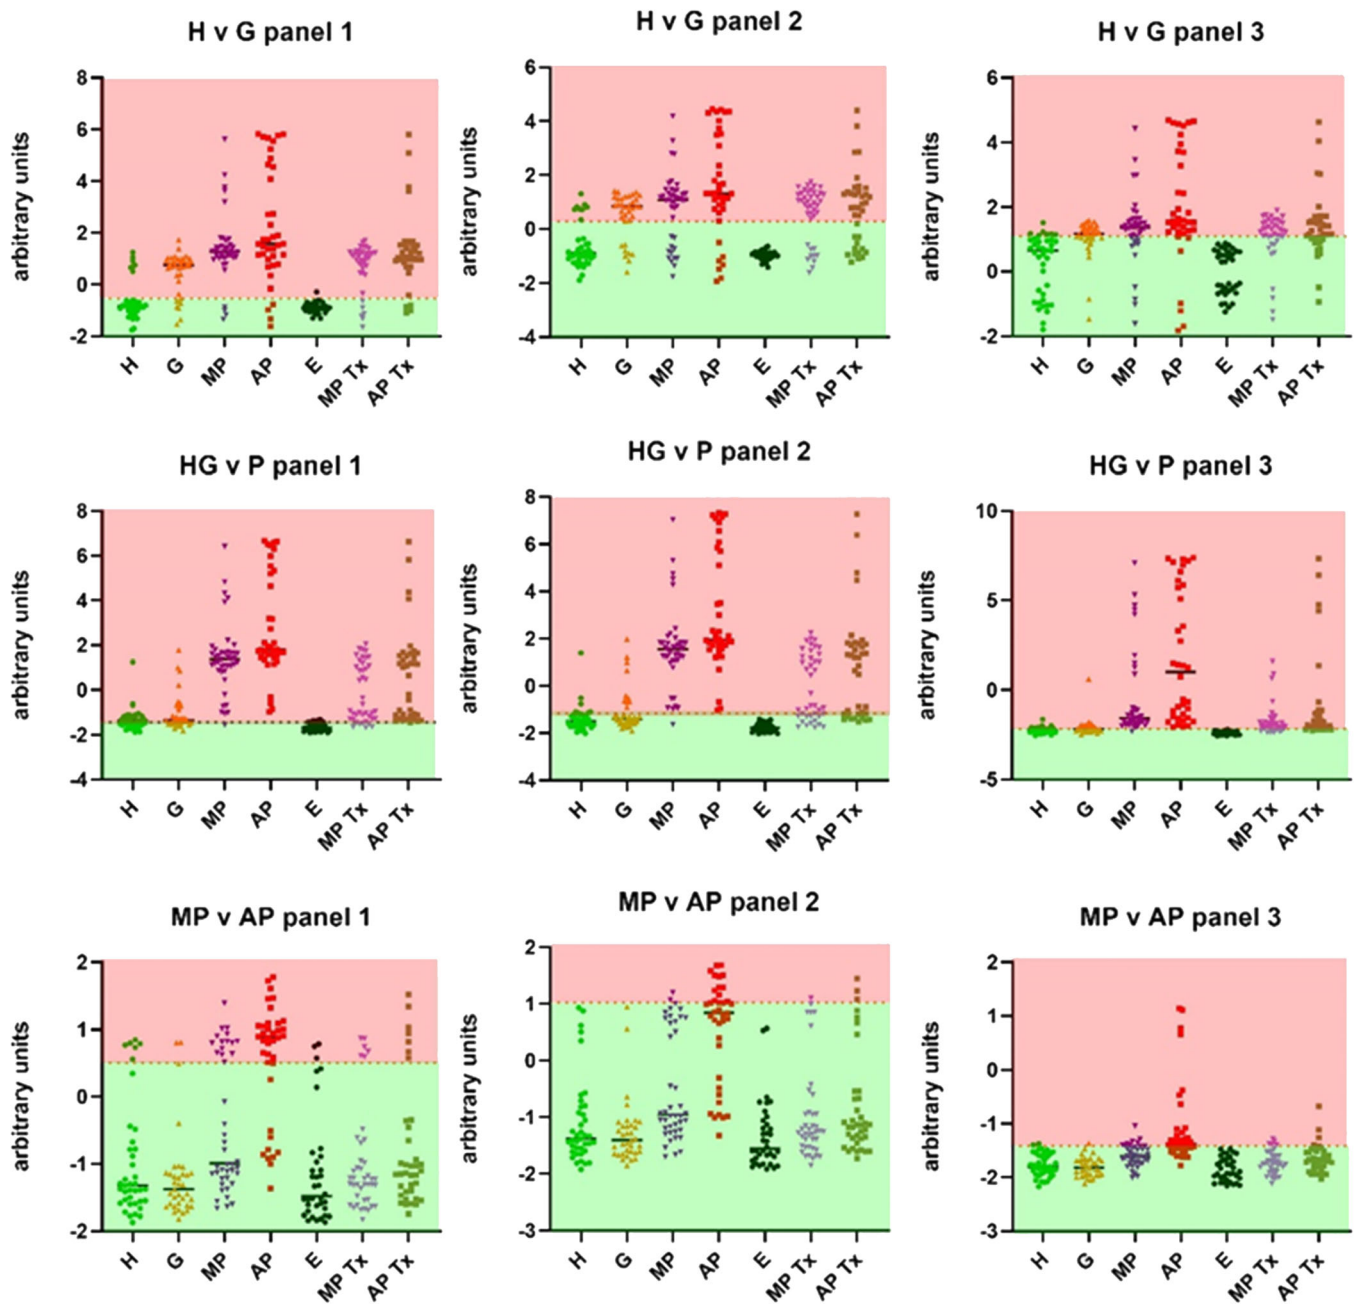 H v G panel 1
arbitrary units
8
6
4
2
0
-2
H G MP AP E MP Tx AP Tx
H v G panel 2
arbitrary units
6
4
2
0
-2
-4
H G MP AP E MP Tx AP Tx
H v G panel 3
arbitrary units
6
4
2
0
-2
H G MP AP E MP Tx AP Tx
HG v P panel 1
arbitrary units
8
6
4
2
0
-2
-4
H G MP AP E MP Tx AP Tx
HG v P panel 2
arbitrary units
8
6
4
2
0
-2
-4
H G MP AP E MP Tx AP Tx
HG v P panel 3
arbitrary units
10
5
0
-5
H G MP AP E MP Tx AP Tx
MP v AP panel 1
arbitrary units
2
1
0
-1
-2
H G MP AP E MP Tx AP Tx
MP v AP panel 2
arbitrary units
2
1
0
-1
-2
-3
H G MP AP E MP Tx AP Tx
MP v AP panel 3
arbitrary units
2
1
0
-1
-2
-3
H G MP AP E MP Tx AP Tx